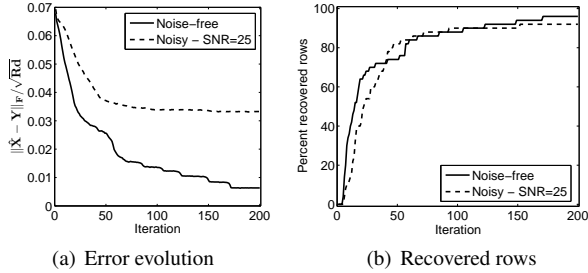 0.07
0.06
0.05
0.04
0.03
0.02
0.01
0
0
50
100
150
200
Iteration
‖X̂ − Y‖_F/√Rd
Noise−free
Noisy − SNR=25
(a) Error evolution
100
80
60
40
20
0
0
50
100
150
200
Iteration
Percent recovered rows
Noise−free
Noisy − SNR=25
(b) Recovered rows